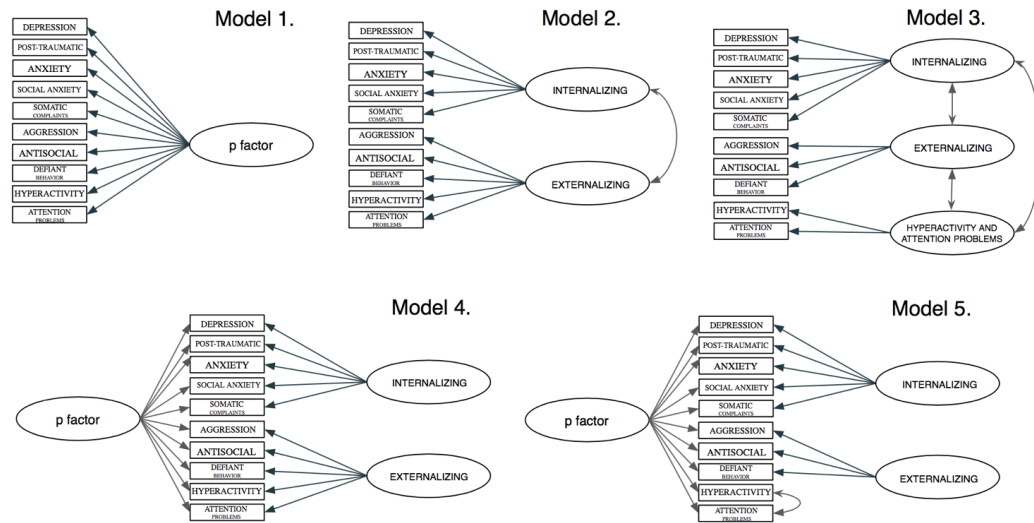 Model 1.
DEPRESSION
POST-TRAUMATIC
ANXIETY
SOCIAL ANXIETY
SOMATIC
COMPLAINTS
AGGRESSION
ANTISOCIAL
DEFIANT
BEHAVIOR
HYPERACTIVITY
ATTENTION
PROBLEMS
p factor
Model 2.
DEPRESSION
POST-TRAUMATIC
ANXIETY
SOCIAL ANXIETY
SOMATIC
COMPLAINTS
AGGRESSION
ANTISOCIAL
DEFIANT
BEHAVIOR
HYPERACTIVITY
ATTENTION
PROBLEMS
INTERNALIZING
EXTERNALIZING
Model 3.
DEPRESSION
POST-TRAUMATIC
ANXIETY
SOCIAL ANXIETY
SOMATIC
COMPLAINTS
AGGRESSION
ANTISOCIAL
DEFIANT
BEHAVIOR
HYPERACTIVITY
ATTENTION
PROBLEMS
INTERNALIZING
EXTERNALIZING
HYPERACTIVITY AND
ATTENTION PROBLEMS
Model 4.
p factor
DEPRESSION
POST-TRAUMATIC
ANXIETY
SOCIAL ANXIETY
SOMATIC
COMPLAINTS
AGGRESSION
ANTISOCIAL
DEFIANT
BEHAVIOR
HYPERACTIVITY
ATTENTION
PROBLEMS
INTERNALIZING
EXTERNALIZING
Model 5.
p factor
DEPRESSION
POST-TRAUMATIC
ANXIETY
SOCIAL ANXIETY
SOMATIC
COMPLAINTS
AGGRESSION
ANTISOCIAL
DEFIANT
BEHAVIOR
HYPERACTIVITY
ATTENTION
PROBLEMS
INTERNALIZING
EXTERNALIZING